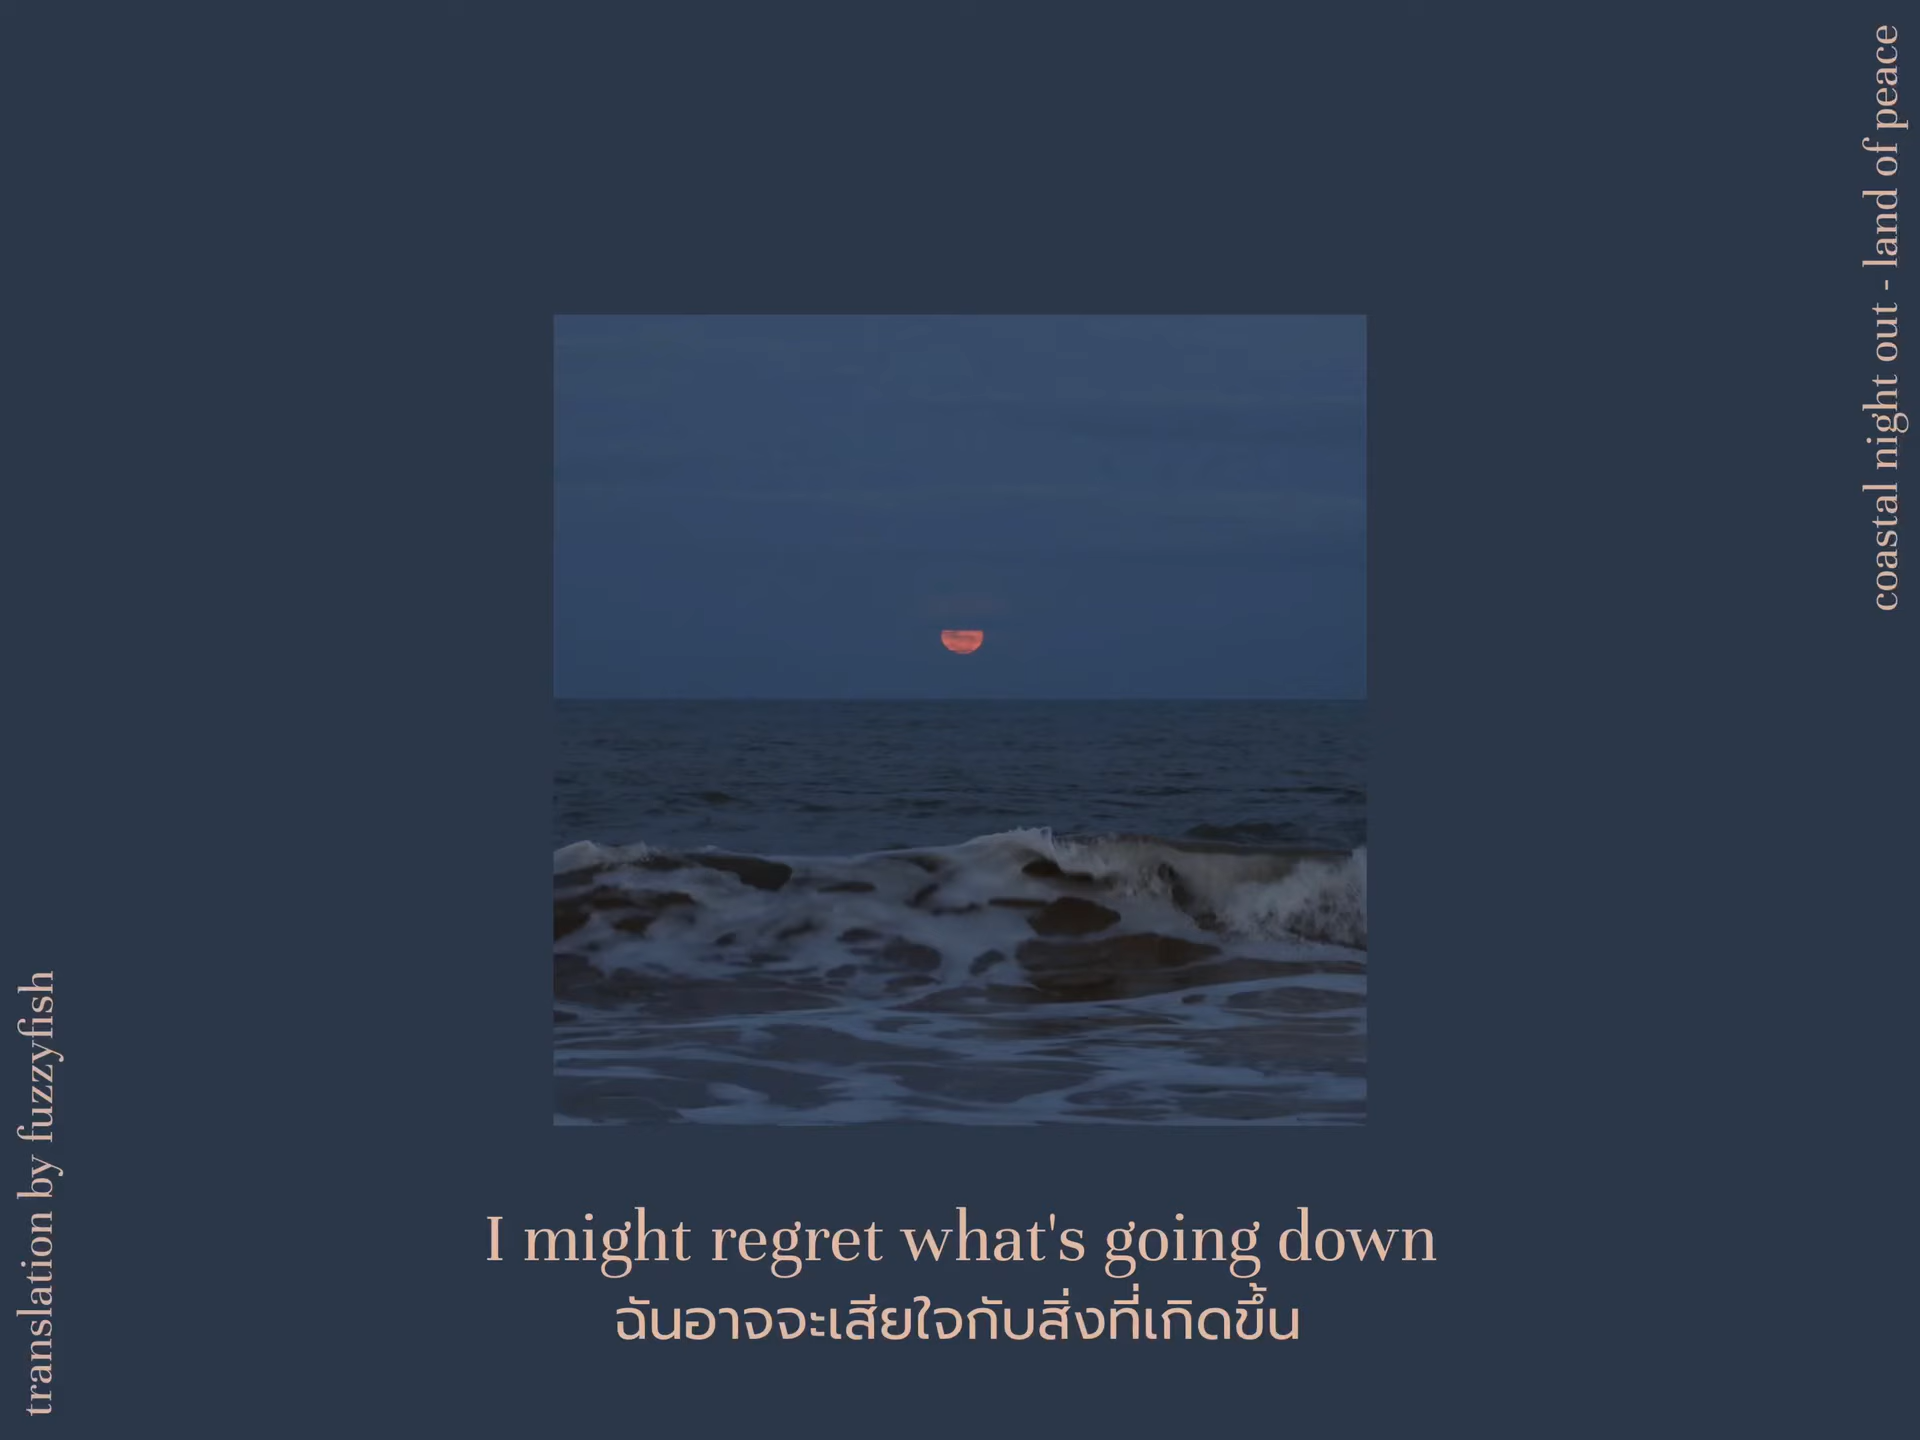 coastal night out - land of peace
translation by fuzzyfish
I might regret what's going down
ฉันอาจจะเสียใจกับสิ่งที่เกิดขึ้น